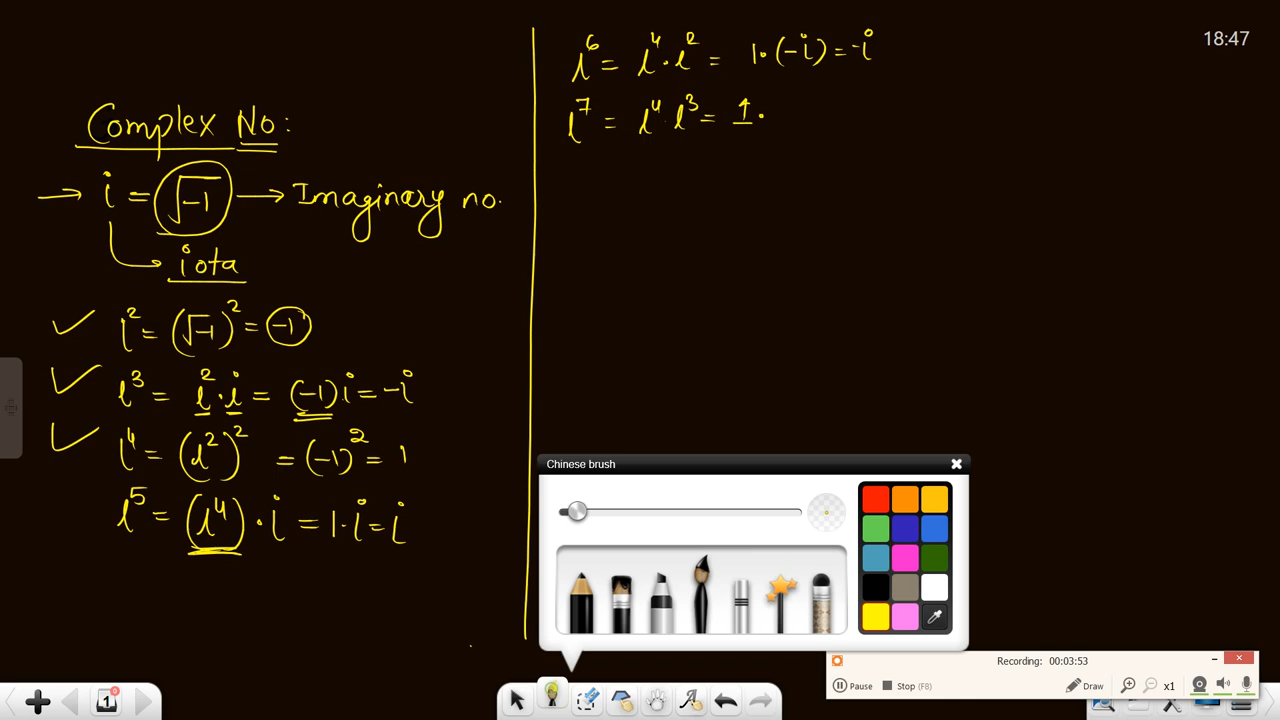 Complex No:
→ i = √-1 → Imaginary no.
iota
i² = (√-1)² = -1
i³ = i²·i = (-1)i = -i
i⁴ = (i²)² = (-1)² = 1
i⁵ = (i⁴)·i = 1·i = i
i⁶ = i⁴·i² = 1·(-i) = -i
i⁷ = i⁴·i³ = 1·
18:47
Chinese brush
Recording: 00:03:53
Pause Stop (F8) Draw x1
1 0